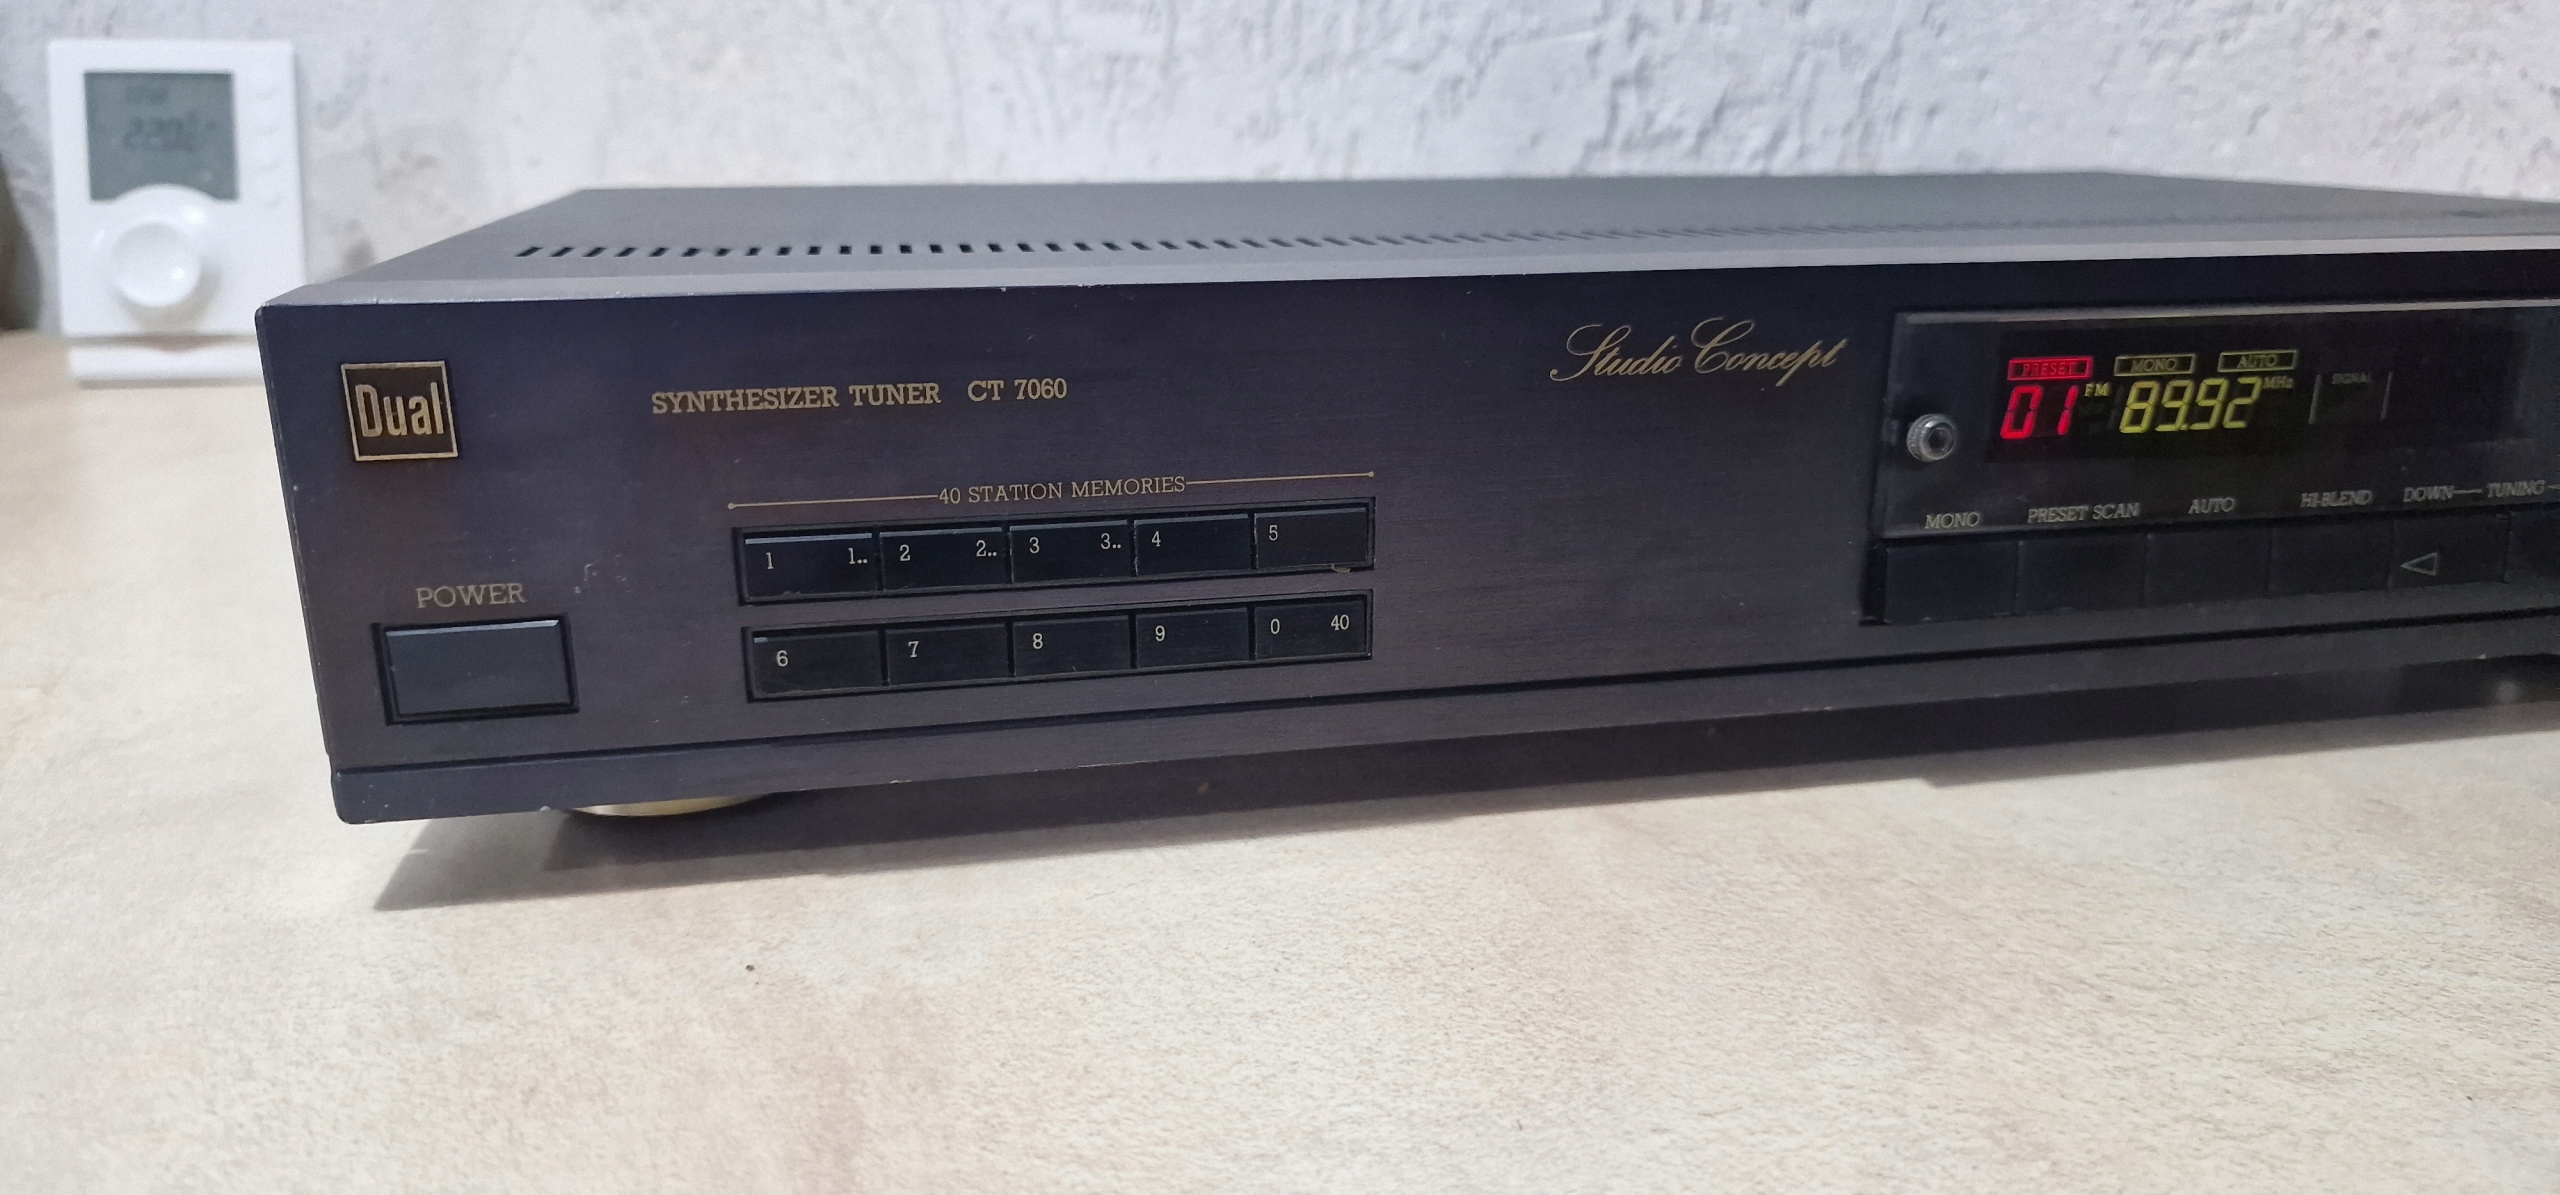 Dual
SYNTHESIZER TUNER CT 7060
Studio Concept
PRESET MONO AUTO
01 FM 89.92 MHz SIGNAL
40 STATION MEMORIES
1 1.. 2 2.. 3 3.. 4 5
6 7 8 9 0 40
POWER
MONO PRESET SCAN AUTO HI-BLEND DOWN TUNING